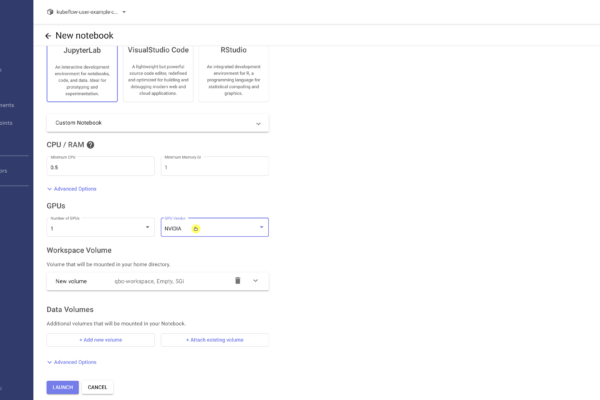 kubeflow-user-example-c...
New notebook
JupyterLab
An interactive development
environment for notebooks,
code, and data. Ideal for
prototyping and
experimentation.
VisualStudio Code
A lightweight but powerful
source code editor, redefined
and optimized for building and
debugging modern web and
cloud applications.
RStudio
An integrated development
environment for R, a
programming language for
statistical computing and
graphics.
ments
oints
ors
Custom Notebook
CPU / RAM
Minimum CPU
0.5
Minimum Memory Gi
1
Advanced Options
GPUs
Number of GPUs
1
GPU Vendor
NVIDIA
Workspace Volume
Volume that will be mounted in your home directory.
New volume
qbo-workspace, Empty, 5Gi
Data Volumes
Additional volumes that will be mounted in your Notebook.
+ Add new volume
+ Attach existing volume
Advanced Options
LAUNCH
CANCEL